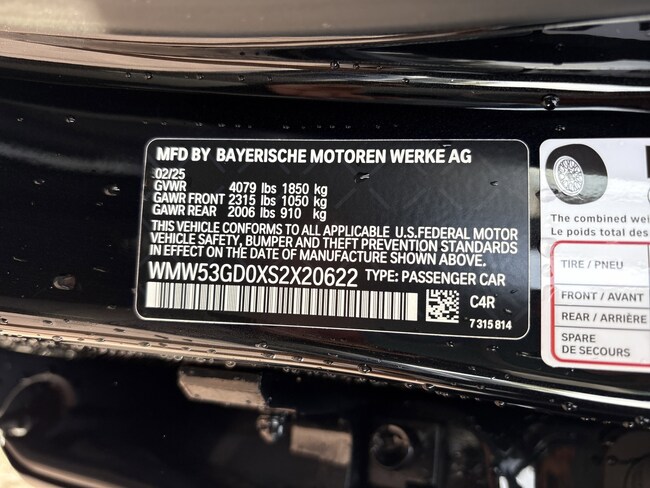 MFD BY BAYERISCHE MOTOREN WERKE AG
02/25
GVWR 4079 lbs 1850 kg
GAWR FRONT 2315 lbs 1050 kg
GAWR REAR 2006 lbs 910 kg
THIS VEHICLE CONFORMS TO ALL APPLICABLE U.S.FEDERAL MOTOR
VEHICLE SAFETY, BUMPER AND THEFT PREVENTION STANDARDS
IN EFFECT ON THE DATE OF MANUFACTURE SHOWN ABOVE.
WMW53GD0XS2X20622 TYPE: PASSENGER CAR
C4R
7 315 814
The combined wei
Le poids total des
TIRE / PNEU
FRONT / AVANT
REAR / ARRIÈRE
SPARE
DE SECOURS